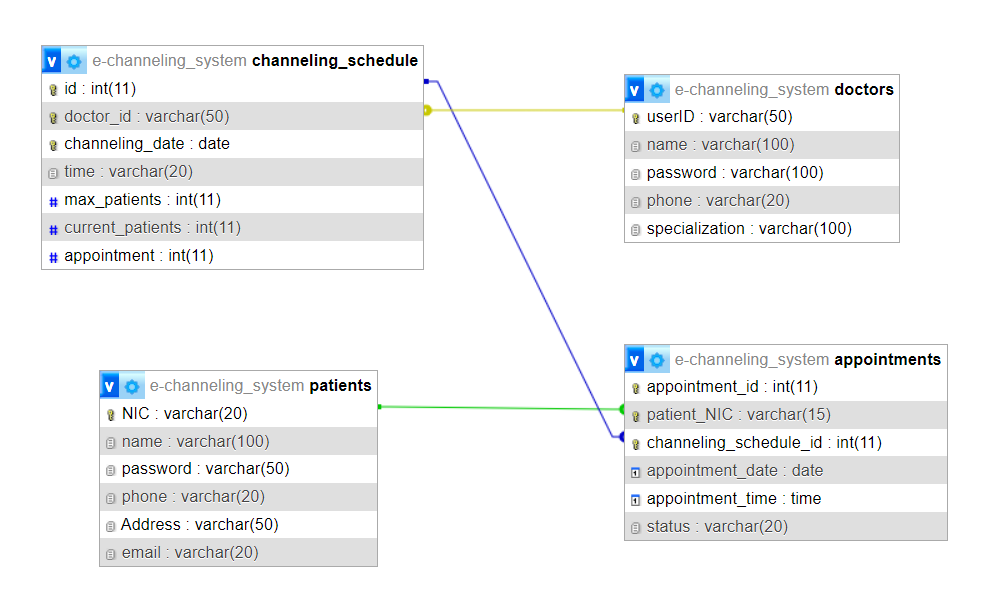 v e-channeling_system channeling_schedule
id : int(11)
doctor_id : varchar(50)
channeling_date : date
time : varchar(20)
# max_patients : int(11)
# current_patients : int(11)
# appointment : int(11)
v e-channeling_system doctors
userID : varchar(50)
name : varchar(100)
password : varchar(100)
phone : varchar(20)
specialization : varchar(100)
v e-channeling_system patients
NIC : varchar(20)
name : varchar(100)
password : varchar(50)
phone : varchar(20)
Address : varchar(50)
email : varchar(20)
v e-channeling_system appointments
appointment_id : int(11)
patient_NIC : varchar(15)
channeling_schedule_id : int(11)
appointment_date : date
appointment_time : time
status : varchar(20)